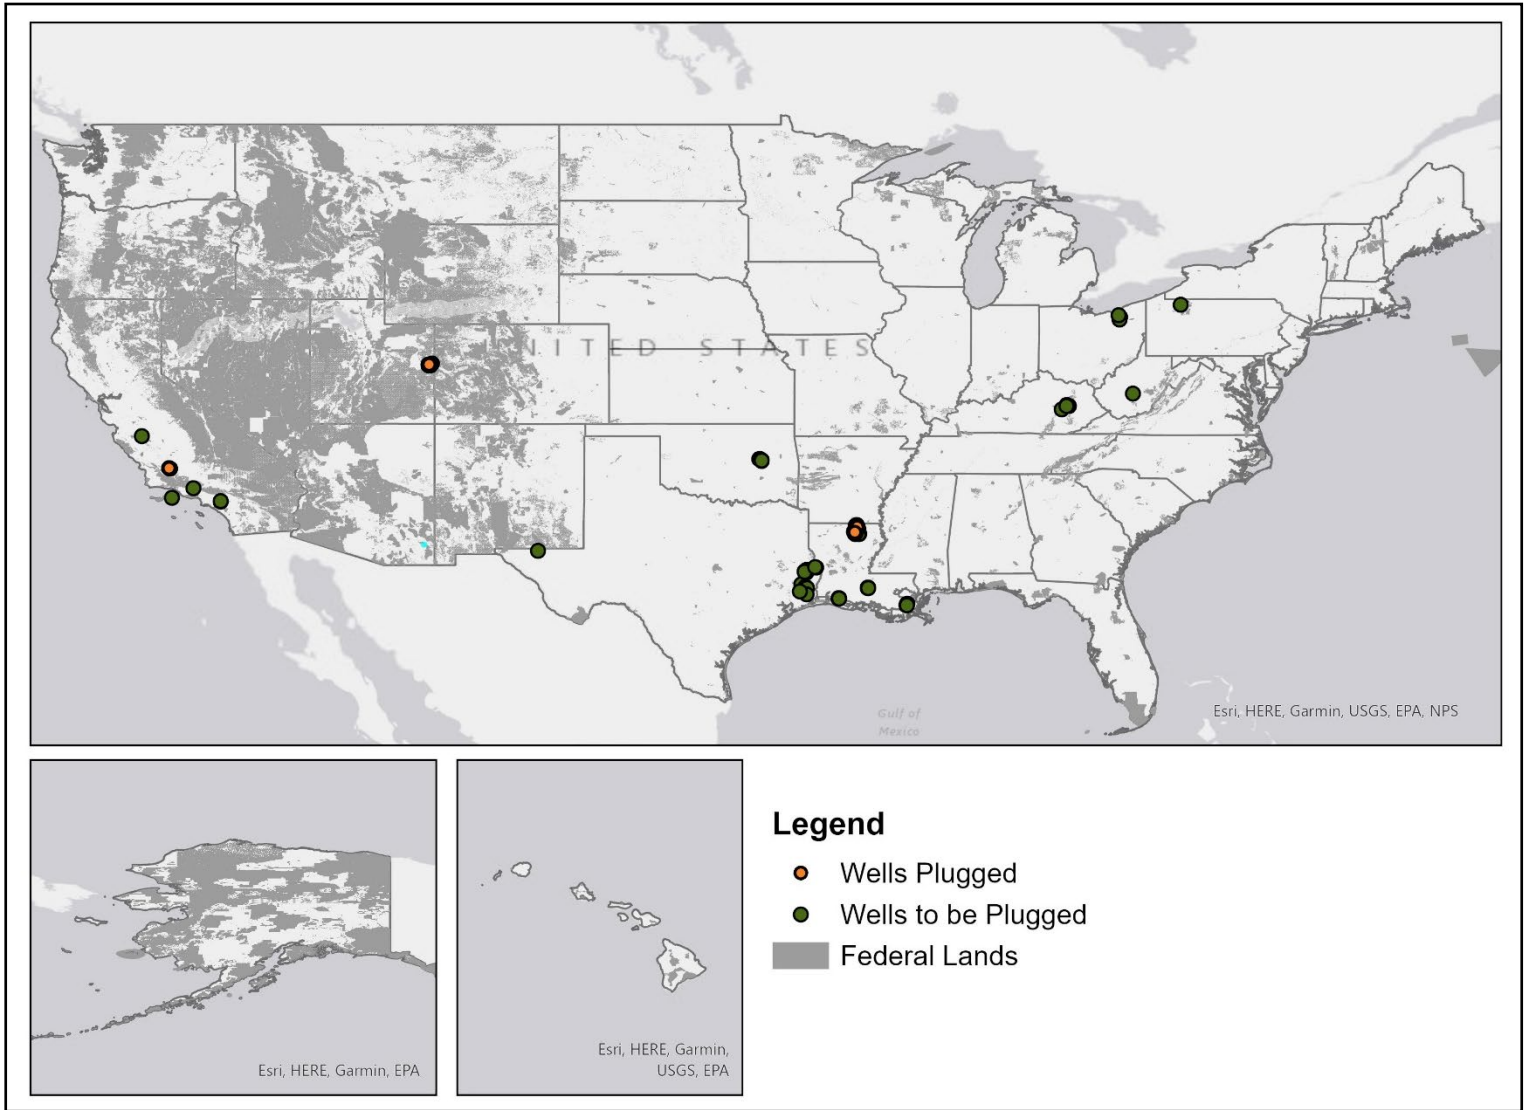 UNITED STATES
Gulf of
Mexico
Esri, HERE, Garmin, USGS, EPA, NPS
Esri, HERE, Garmin, EPA
Esri, HERE, Garmin,
USGS, EPA
Legend
Wells Plugged
Wells to be Plugged
Federal Lands